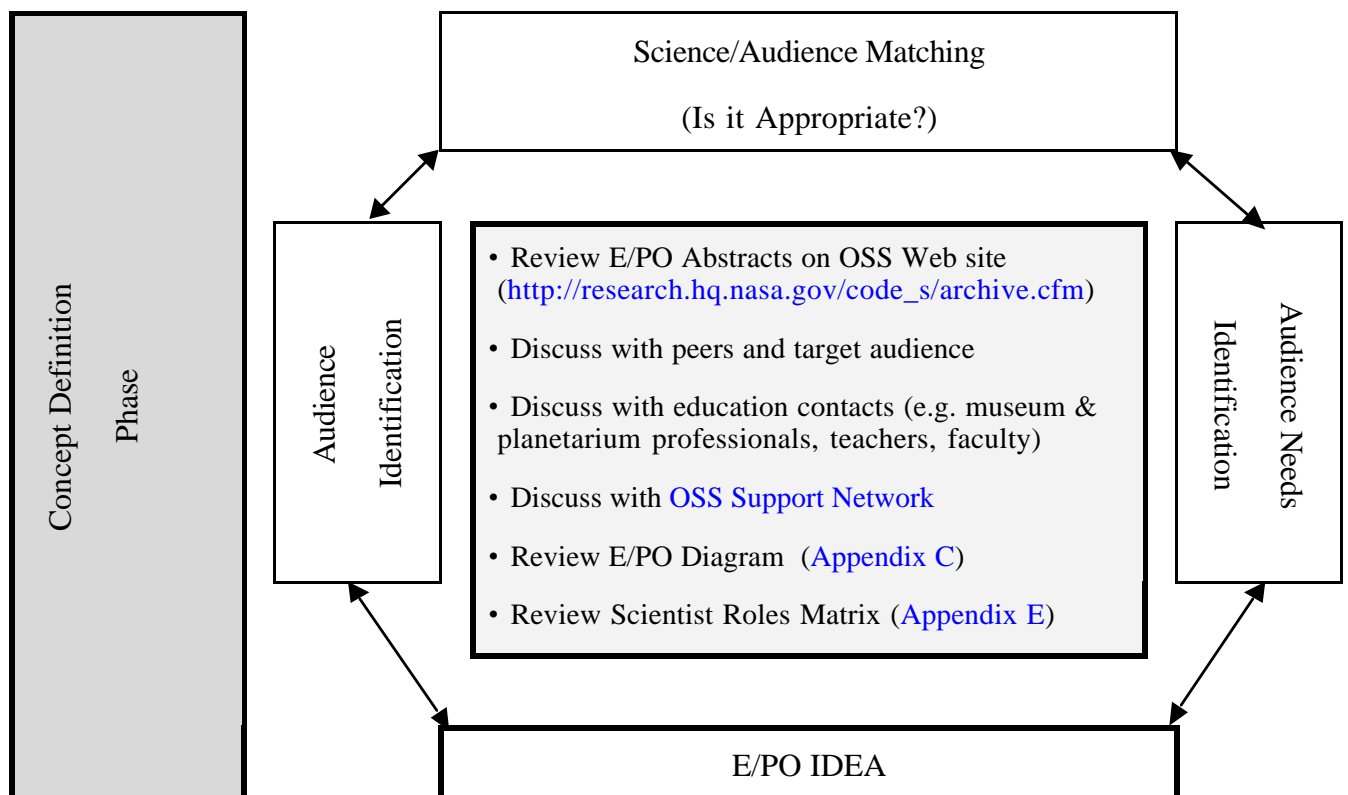 Science/Audience Matching
(Is it Appropriate?)
Concept Definition
Phase
Audience
Identification
• Review E/PO Abstracts on OSS Web site
(http://research.hq.nasa.gov/code_s/archive.cfm)
• Discuss with peers and target audience
• Discuss with education contacts (e.g. museum &
planetarium professionals, teachers, faculty)
• Discuss with OSS Support Network
• Review E/PO Diagram (Appendix C)
• Review Scientist Roles Matrix (Appendix E)
Audience Needs
Identification
E/PO IDEA